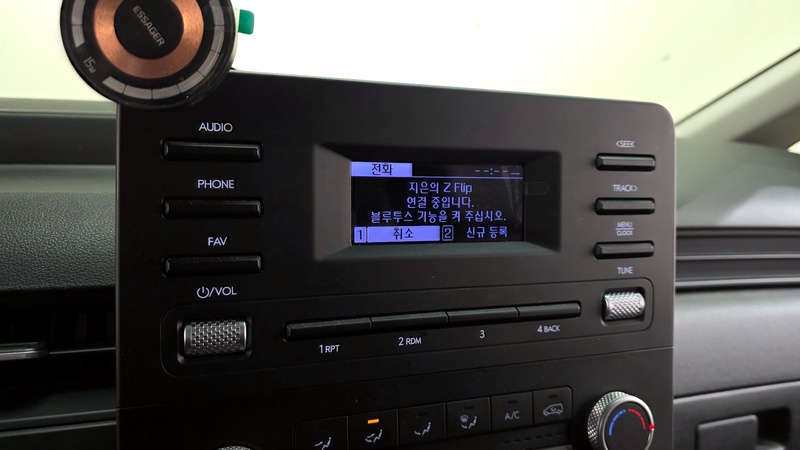 ESSAGER
15W
AUDIO
PHONE
FAV
⏻/VOL
전화 --:--
지은의 Z Flip
연결 중입니다.
블루투스 기능을 켜 주십시오.
1 취소 2 신규 등록
<SEEK
TRACK>
MENU
CLOCK
TUNE
1 RPT
2 RDM
3
4 BACK
A/C